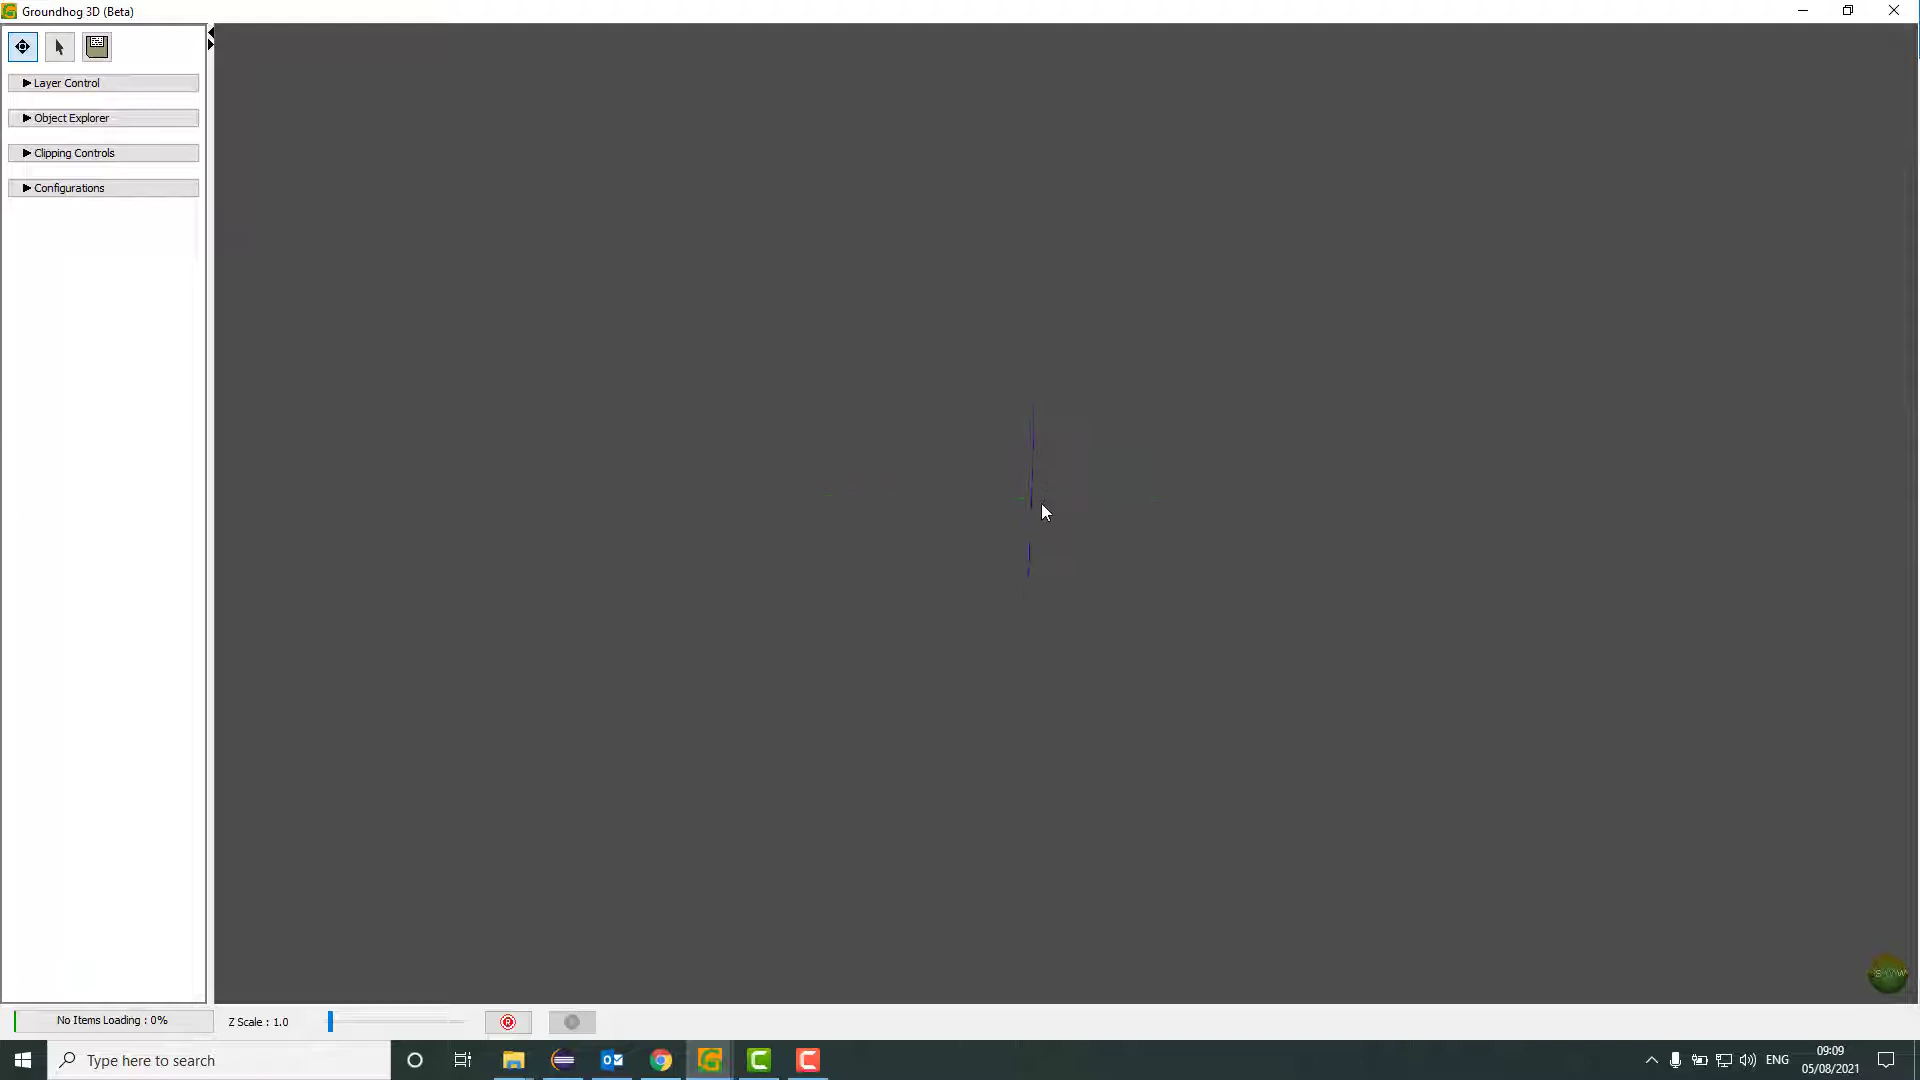 Groundhog 3D (Beta)
Layer Control
Object Explorer
Clipping Controls
Configurations
No Items Loading : 0%
Z Scale : 1.0
Type here to search
ENG
09:09
05/08/2021